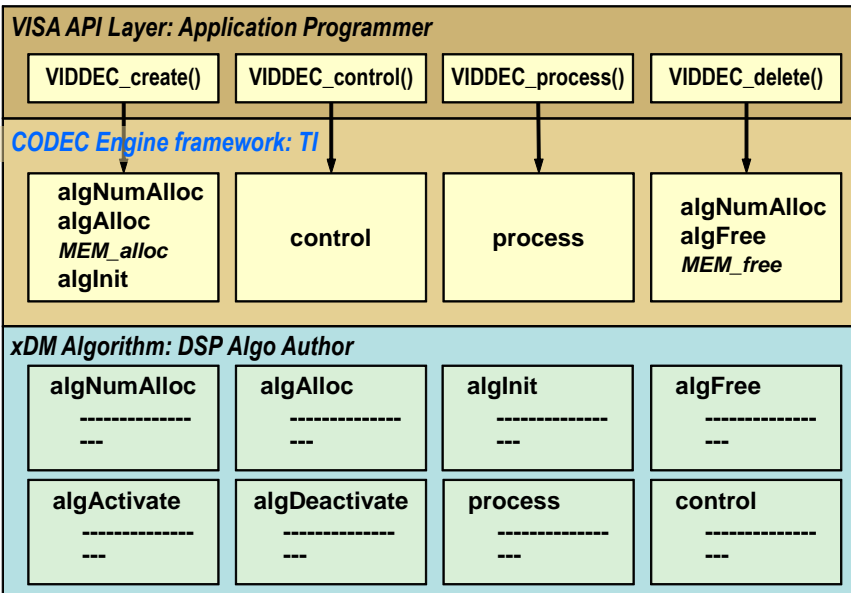 VISA API Layer: Application Programmer
VIDDEC_create() VIDDEC_control() VIDDEC_process() VIDDEC_delete()
CODEC Engine framework: TI
algNumAlloc
algAlloc
MEM_alloc
algInit
control
process
algNumAlloc
algFree
MEM_free
xDM Algorithm: DSP Algo Author
algNumAlloc
--------------
---
algAlloc
--------------
---
algInit
--------------
---
algFree
--------------
---
algActivate
--------------
---
algDeactivate
--------------
---
process
--------------
---
control
--------------
---